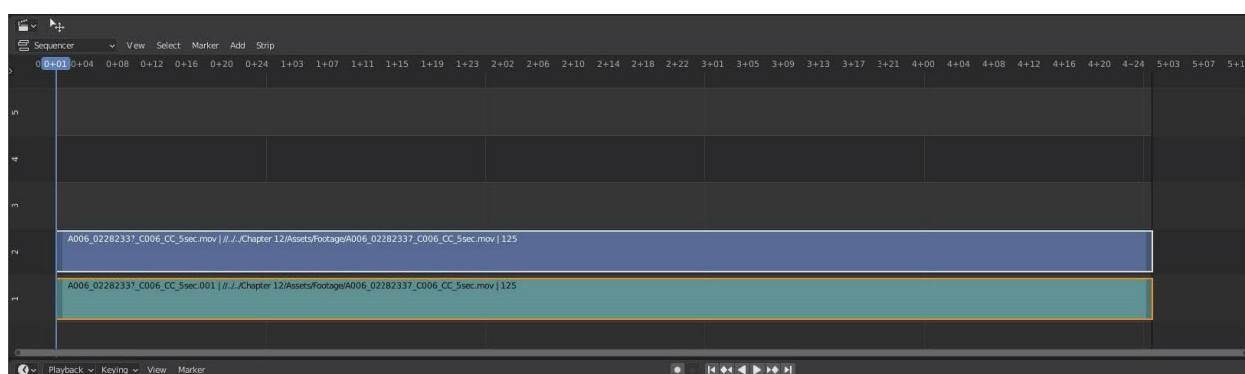 Sequencer View Select Marker Add Strip
0 0+01 0+04 0+08 0+12 0+16 0+20 0+24 1+03 1+07 1+11 1+15 1+19 1+23 2+02 2+06 2+10 2+14 2+18 2+22 3+01 3+05 3+09 3+13 3+17 3+21 4+00 4+04 4+08 4+12 4+16 4+20 4+24 5+03 5+07 5+1
5
4
3
2
A006_02282337_C006_CC_5sec.mov | //../../Chapter 12/Assets/Footage/A006_02282337_C006_CC_5sec.mov | 125
1
A006_02282337_C006_CC_5sec.001 | //../../Chapter 12/Assets/Footage/A006_02282337_C006_CC_5sec.mov | 125
Playback Keying View Marker